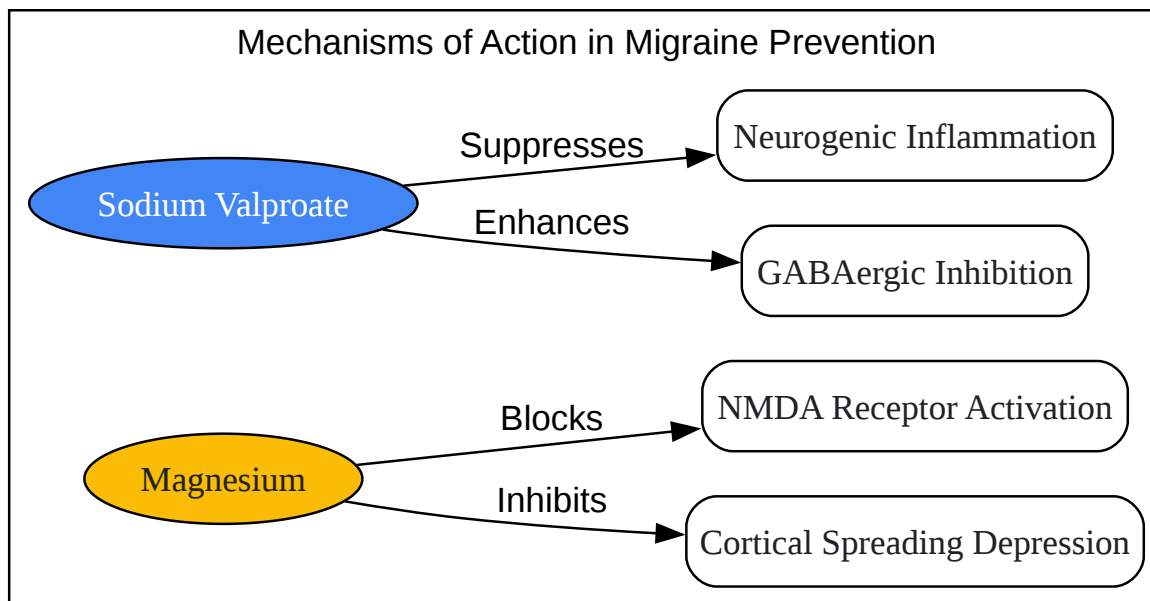 Mechanisms of Action in Migraine Prevention
Sodium Valproate
Suppresses
Neurogenic Inflammation
Enhances
GABAergic Inhibition
Magnesium
Blocks
NMDA Receptor Activation
Inhibits
Cortical Spreading Depression